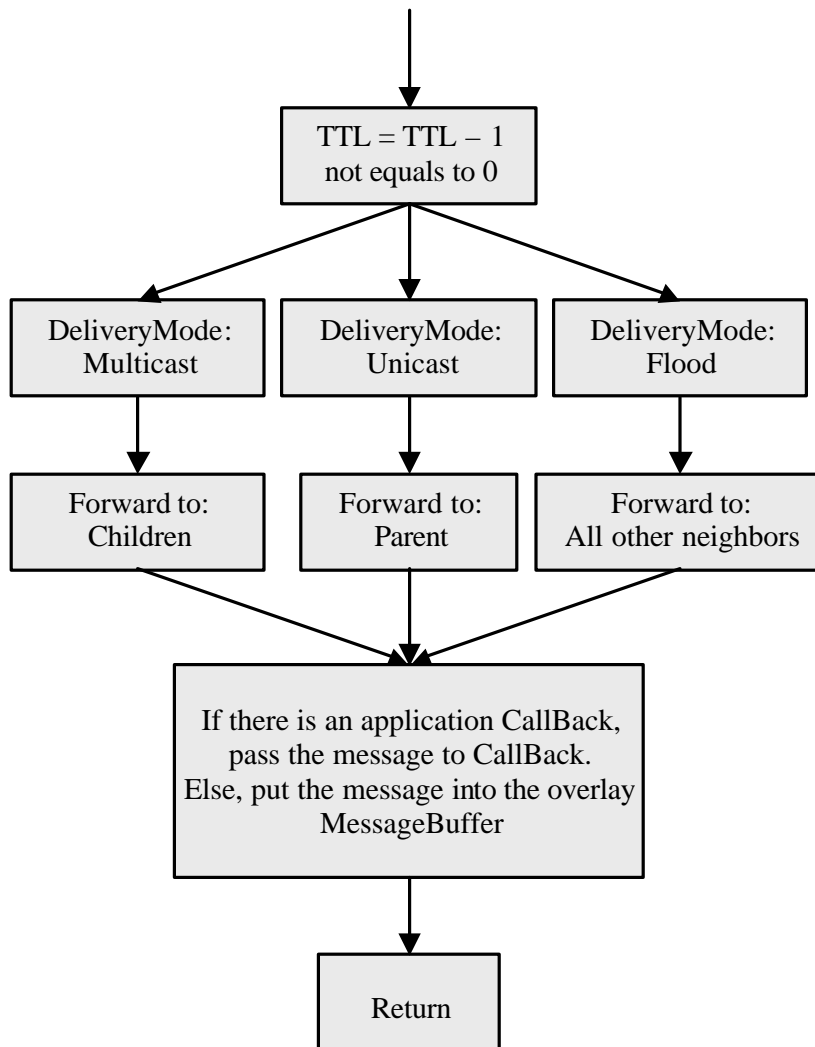 TTL = TTL – 1
not equals to 0
DeliveryMode:
Multicast
DeliveryMode:
Unicast
DeliveryMode:
Flood
Forward to:
Children
Forward to:
Parent
Forward to:
All other neighbors
If there is an application CallBack,
pass the message to CallBack.
Else, put the message into the overlay
MessageBuffer
Return